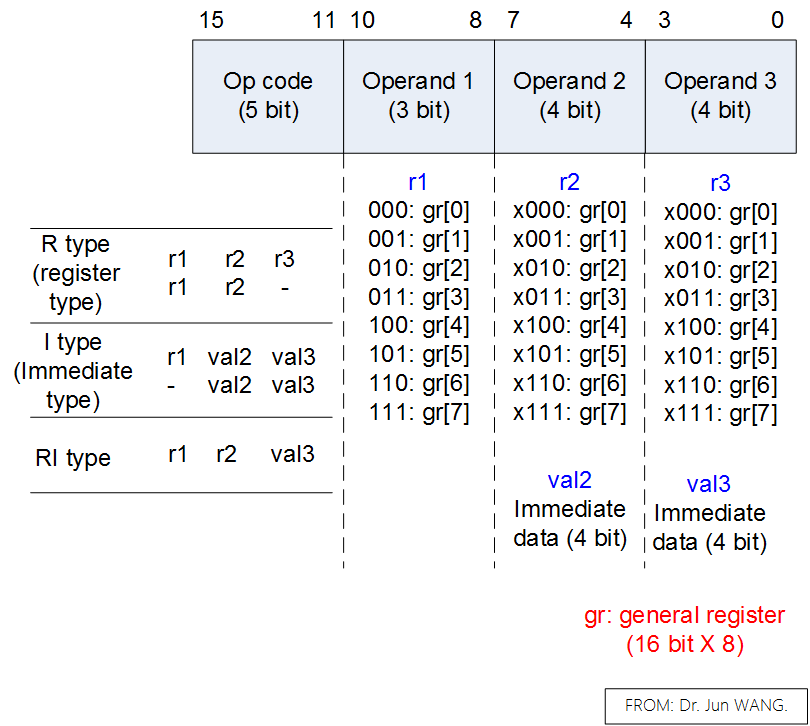 15 11 10 8 7 4 3 0
Op code Operand 1 Operand 2 Operand 3
(5 bit) (3 bit) (4 bit) (4 bit)
r1 r2 r3
000: gr[0] x000: gr[0] x000: gr[0]
001: gr[1] x001: gr[1] x001: gr[1]
010: gr[2] x010: gr[2] x010: gr[2]
011: gr[3] x011: gr[3] x011: gr[3]
100: gr[4] x100: gr[4] x100: gr[4]
101: gr[5] x101: gr[5] x101: gr[5]
110: gr[6] x110: gr[6] x110: gr[6]
111: gr[7] x111: gr[7] x111: gr[7]
R type
(register
type)
r1 r2 r3
r1 r2 -
I type
(Immediate
type)
r1 val2 val3
- val2 val3
RI type r1 r2 val3
val2
Immediate
data (4 bit)
val3
Immediate
data (4 bit)
gr: general register
(16 bit X 8)
FROM: Dr. Jun WANG.